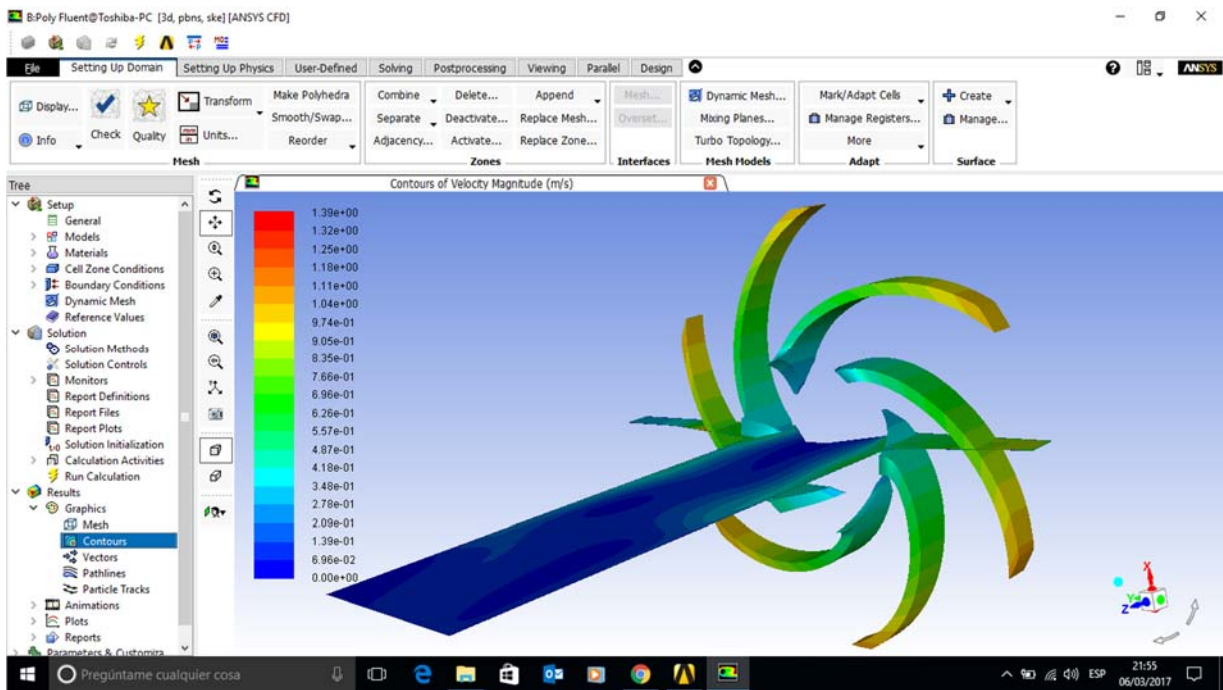 B:Poly Fluent@Toshiba-PC [3d, pbns, ske] [ANSYS CFD]
File Setting Up Domain Setting Up Physics User-Defined Solving Postprocessing Viewing Parallel Design
ANSYS
Display... Check Quality Transform Make Polyhedra
Smooth/Swap...
Info Units... Reorder
Mesh
Combine Delete... Append
Separate Deactivate... Replace Mesh...
Adjacency... Activate... Replace Zone...
Zones
Mesh...
Overset...
Interfaces
Dynamic Mesh...
Mixing Planes...
Turbo Topology...
Mesh Models
Mark/Adapt Cells
Manage Registers...
More
Adapt
Create
Manage...
Surface
Tree
Setup
General
Models
Materials
Cell Zone Conditions
Boundary Conditions
Dynamic Mesh
Reference Values
Solution
Solution Methods
Solution Controls
Monitors
Report Definitions
Report Files
Report Plots
Solution Initialization
Calculation Activities
Run Calculation
Results
Graphics
Mesh
Contours
Vectors
Pathlines
Particle Tracks
Animations
Plots
Reports
Parameters & Customiza
Contours of Velocity Magnitude (m/s)
1.39e+00
1.32e+00
1.25e+00
1.18e+00
1.11e+00
1.04e+00
9.74e-01
9.05e-01
8.35e-01
7.66e-01
6.96e-01
6.26e-01
5.57e-01
4.87e-01
4.18e-01
3.48e-01
2.78e-01
2.09e-01
1.39e-01
6.96e-02
0.00e+00
X
Y
Z
Pregúntame cualquier cosa
ESP
21:55
06/03/2017